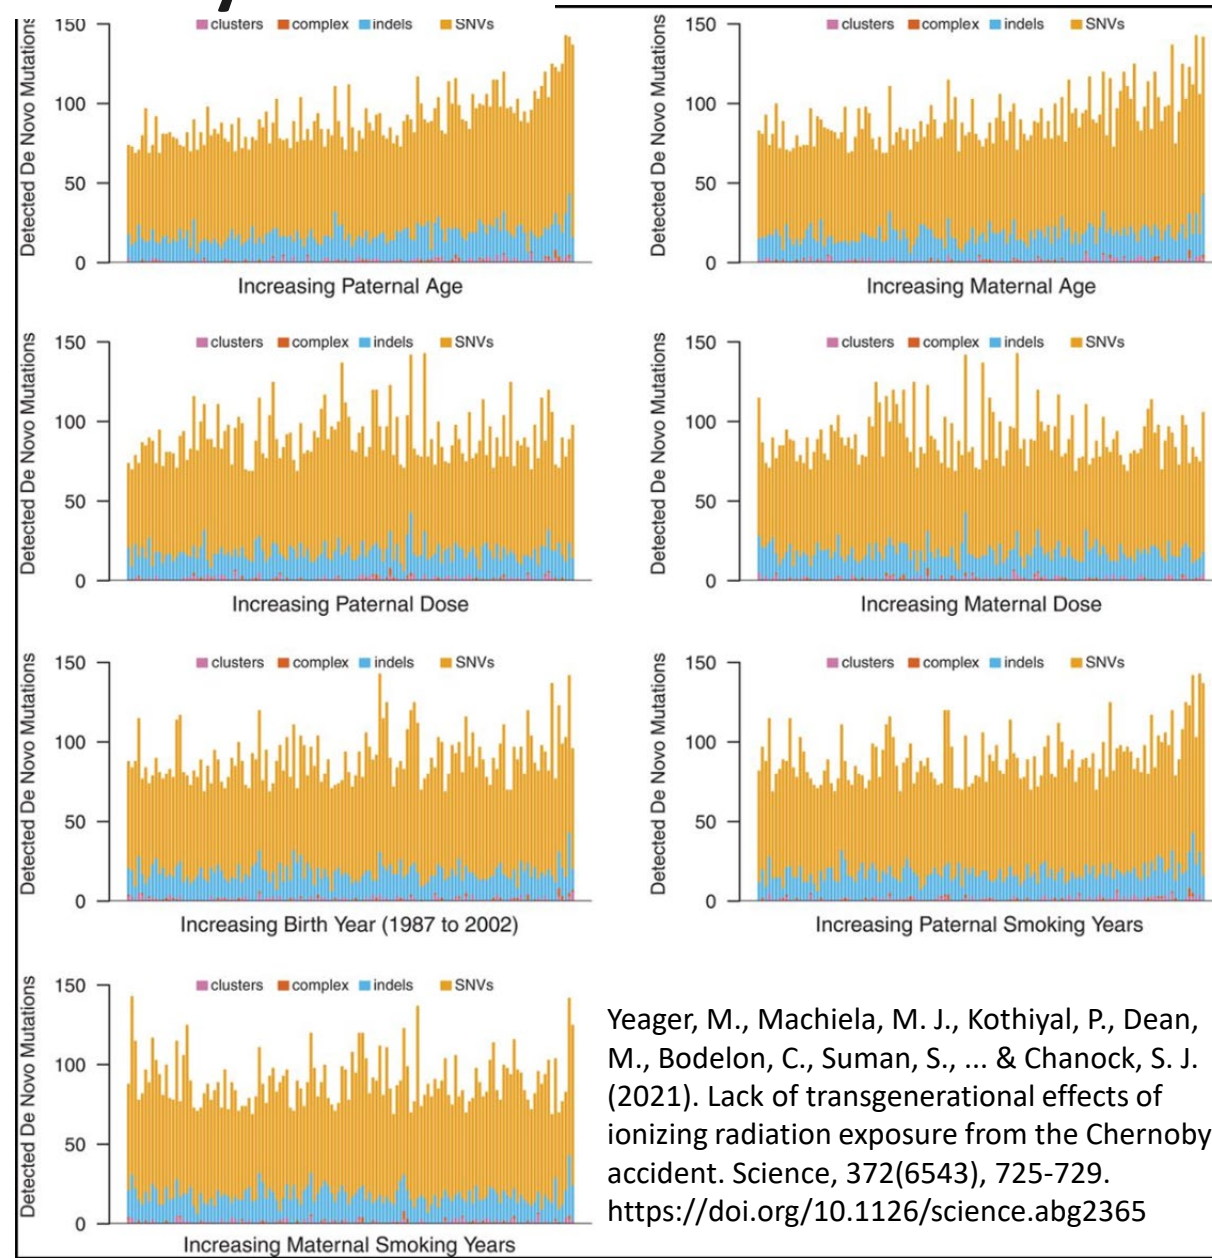 150
clusters complex indels SNVs
100
50
0
Detected De Novo Mutations
Increasing Paternal Age
150
clusters complex indels SNVs
100
50
0
Detected De Novo Mutations
Increasing Maternal Age
150
clusters complex indels SNVs
100
50
0
Detected De Novo Mutations
Increasing Paternal Dose
150
clusters complex indels SNVs
100
50
0
Detected De Novo Mutations
Increasing Maternal Dose
150
clusters complex indels SNVs
100
50
0
Detected De Novo Mutations
Increasing Birth Year (1987 to 2002)
150
clusters complex indels SNVs
100
50
0
Detected De Novo Mutations
Increasing Paternal Smoking Years
150
clusters complex indels SNVs
100
50
0
Detected De Novo Mutations
Increasing Maternal Smoking Years
Yeager, M., Machiela, M. J., Kothiyal, P., Dean,
M., Bodelon, C., Suman, S., ... & Chanock, S. J.
(2021). Lack of transgenerational effects of
ionizing radiation exposure from the Chernoby
accident. Science, 372(6543), 725-729.
https://doi.org/10.1126/science.abg2365